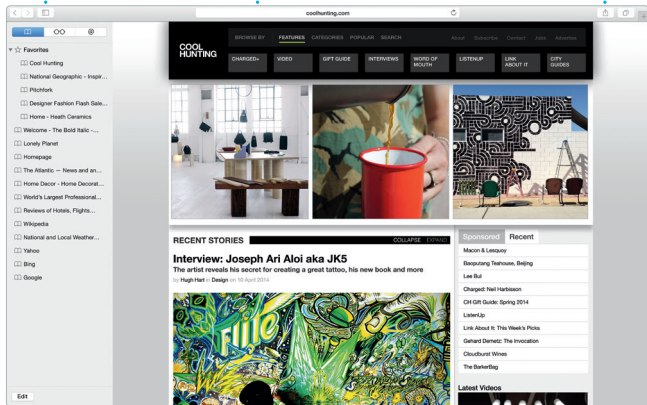 coolhunting.com
@
Favorites
Cool Hunting
National Geographic - Inspir...
Pitchfork
Designer Fashion Flash Sale...
Home - Heath Ceramics
Welcome - The Bold Italic -...
Lonely Planet
Homepage
The Atlantic — News and an...
Home Decor - Home Decorat...
World's Largest Professional...
Reviews of Hotels, Flights...
Wikipedia
National and Local Weather...
Yahoo
Bing
Google
Edit
COOL
HUNTING
BROWSE BY FEATURES CATEGORIES POPULAR SEARCH
About Subscribe Contact Jobs Advertise
CHARGED+ VIDEO GIFT GUIDE INTERVIEWS WORD OF MOUTH LISTENUP LINK ABOUT IT CITY GUIDES
RECENT STORIES COLLAPSE EXPAND
Interview: Joseph Ari Aloi aka JK5
The artist reveals his secret for creating a great tattoo, his new book and more
by Hugh Hart in Design on 16 April 2014
Sponsored Recent
Macon & Lesquoy
Baoputang Teahouse, Beijing
Lee Bul
Charged: Neil Harbisson
CH Gift Guide: Spring 2014
ListenUp
Link About It: This Week's Picks
Gehard Demetz: The Invocation
Cloudburst Wines
The BarkerBag
Latest Videos